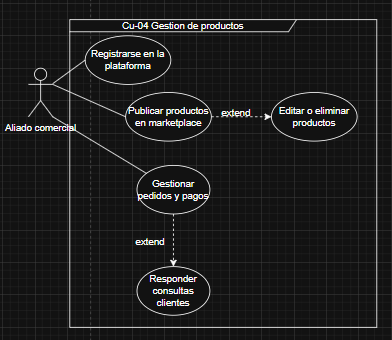 Cu-04 Gestion de productos
Registrarse en la
plataforma
Publicar productos
en marketplace
extend
Editar o eliminar
productos
Aliado comercial
Gestionar
pedidos y pagos
extend
Responder
consultas
clientes